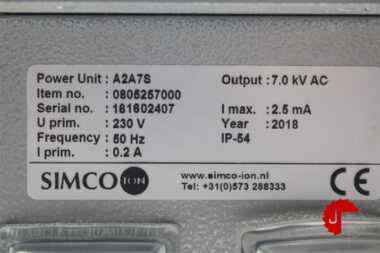 Power Unit : A2A7S Output : 7.0 kV AC
Item no. : 0805257000
Serial no. : 181602407 I max. : 2.5 mA
U prim. : 230 V Year : 2018
Frequency : 50 Hz IP-54
I prim. : 0.2 A
SIMCO ION www.simco-ion.nl
Tel: +31(0)573 288333 CE